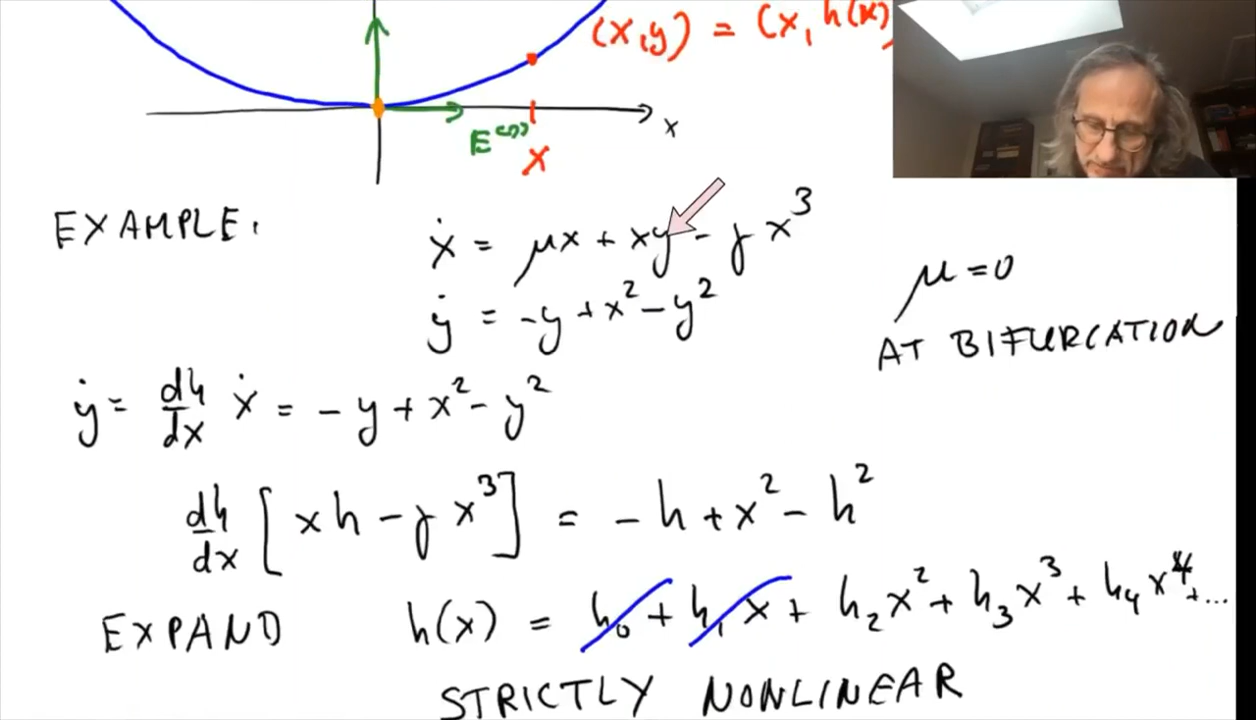 (x,y) = (x, h(x)
x
E^(0)
x
EXAMPLE:
ẋ = μx + xy - γx³
ẏ = -y + x² - y²
μ = 0
AT BIFURCATION
ẏ = dh/dx ẋ = -y + x² - y²
dh/dx [xh - γx³] = -h + x² - h²
EXPAND h(x) = h₀ + h₁x + h₂x² + h₃x³ + h₄x⁴ + ...
STRICTLY NONLINEAR